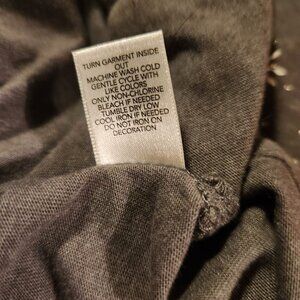 TURN GARMENT INSIDE
OUT
MACHINE WASH COLD
GENTLE CYCLE WITH
LIKE COLORS
ONLY NON-CHLORINE
BLEACH IF NEEDED
TUMBLE DRY LOW
COOL IRON IF NEEDED
DO NOT IRON ON
DECORATION